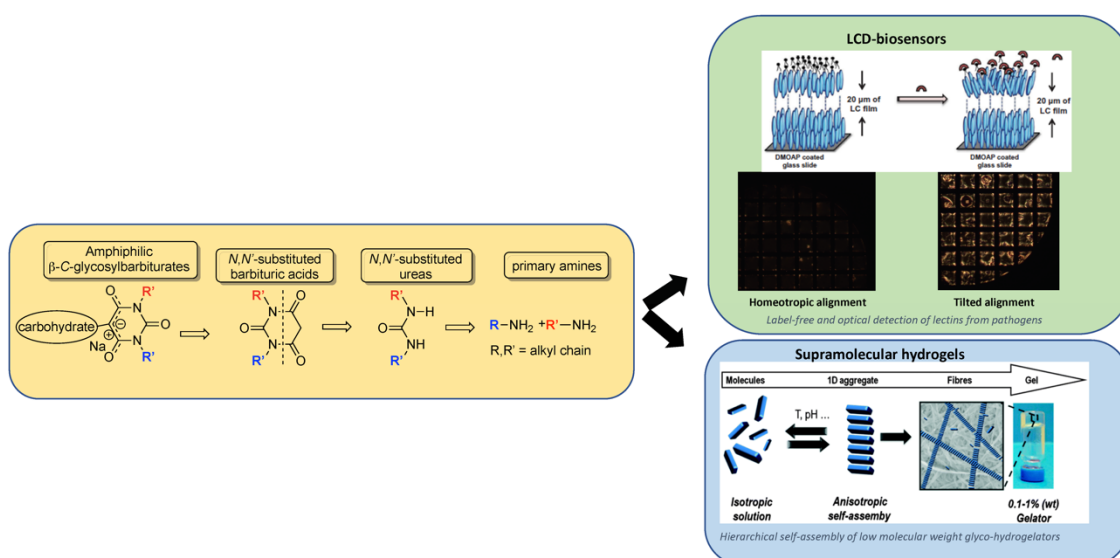 LCD-biosensors
20 µm of
LC film
DMOAP coated
glass slide
20 µm of
LC film
DMOAP coated
glass slide
Homeotropic alignment
Tilted alignment
Label-free and optical detection of lectins from pathogens
Amphiphilic
β-C-glycosylbarbiturates
N,N'-substituted
barbituric acids
N,N'-substituted
ureas
primary amines
carbohydrate
O
R'
N
O
N
R'
O
Na
+
−
R'
N
O
O
N
R'
O
R'
N-H
O
NH
R'
R-NH2 +R'-NH2
R,R' = alkyl chain
Supramolecular hydrogels
Molecules
1D aggregate
Fibres
Gel
T, pH ...
Isotropic
solution
Anisotropic
self-assembly
0.1-1% (wt)
Gelator
Hierarchical self-assembly of low molecular weight glyco-hydrogelators